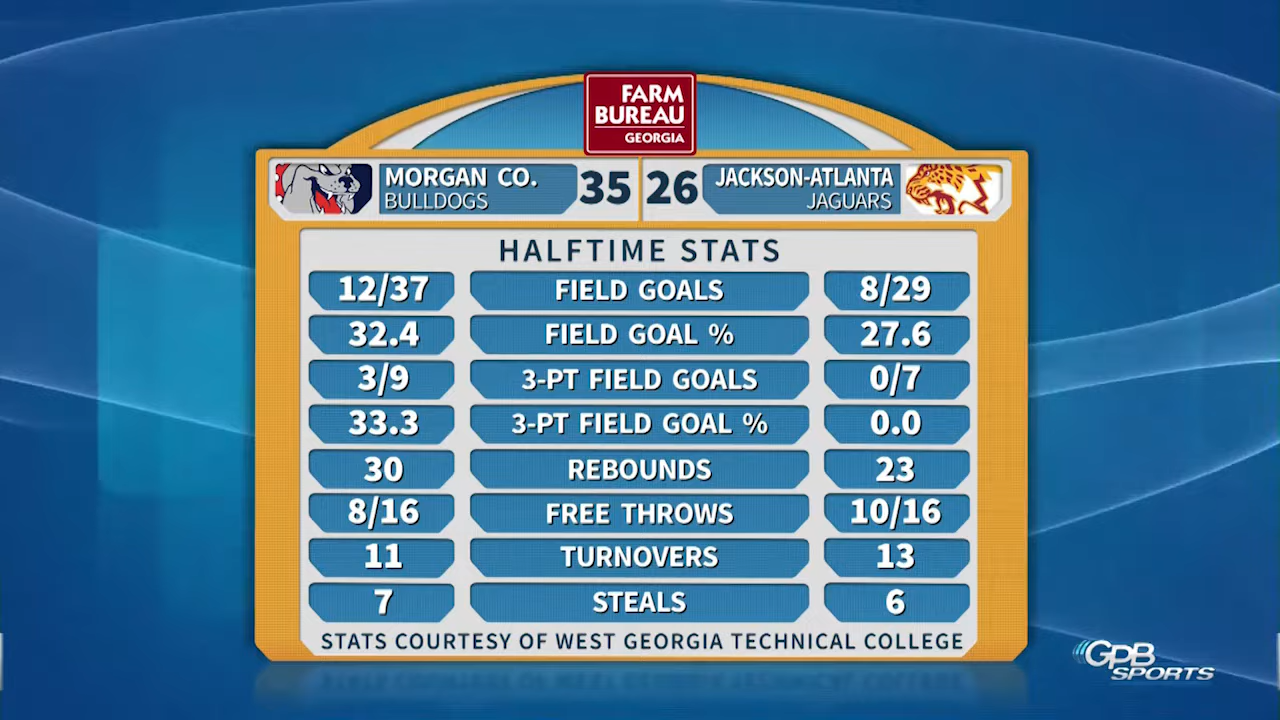 FARM
BUREAU
GEORGIA
MORGAN CO.
BULLDOGS
35
26
JACKSON-ATLANTA
JAGUARS
HALFTIME STATS
12/37 FIELD GOALS 8/29
32.4 FIELD GOAL % 27.6
3/9 3-PT FIELD GOALS 0/7
33.3 3-PT FIELD GOAL % 0.0
30 REBOUNDS 23
8/16 FREE THROWS 10/16
11 TURNOVERS 13
7 STEALS 6
STATS COURTESY OF WEST GEORGIA TECHNICAL COLLEGE
GPB
SPORTS